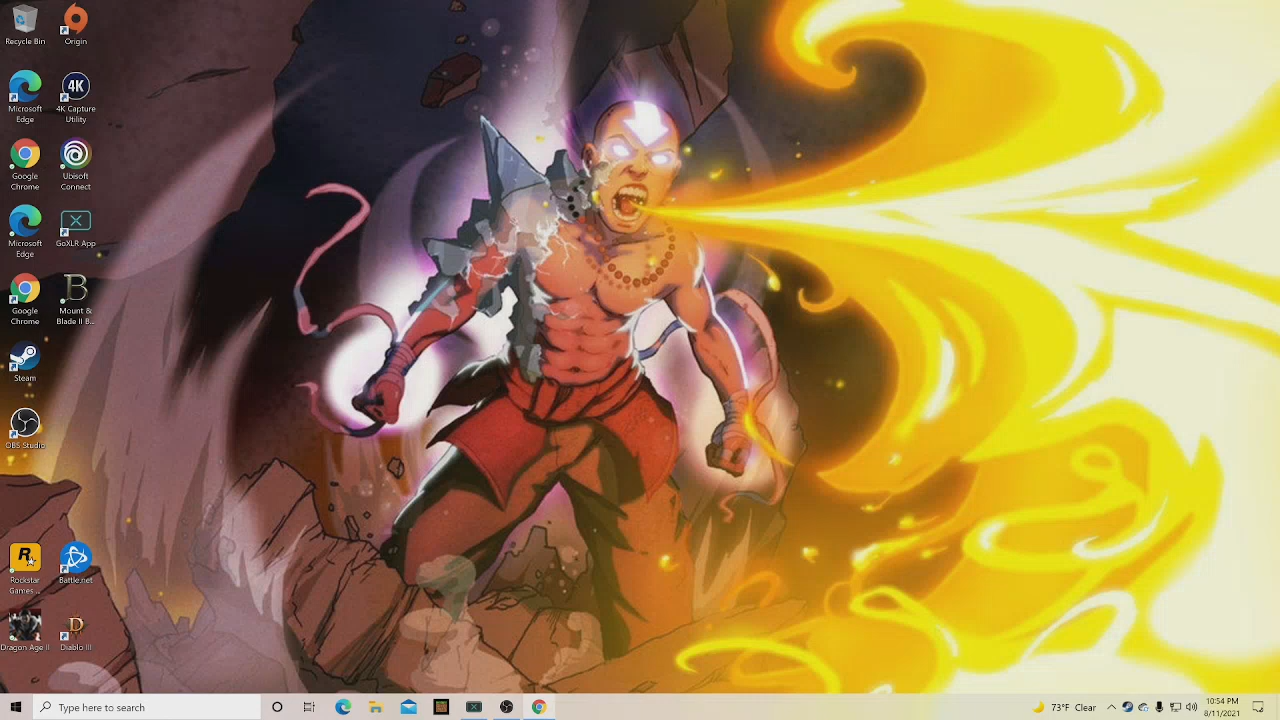 Recycle Bin
Origin
Microsoft
Edge
4K
4K Capture
Utility
Google
Chrome
Ubisoft
Connect
Microsoft
Edge
GoXLR App
Google
Chrome
B
Mount &
Blade II B...
Steam
OBS Studio
R
Rockstar
Games ...
Battle.net
Dragon Age II
D
Diablo III
Type here to search
73°F Clear
10:54 PM
8/11/2021